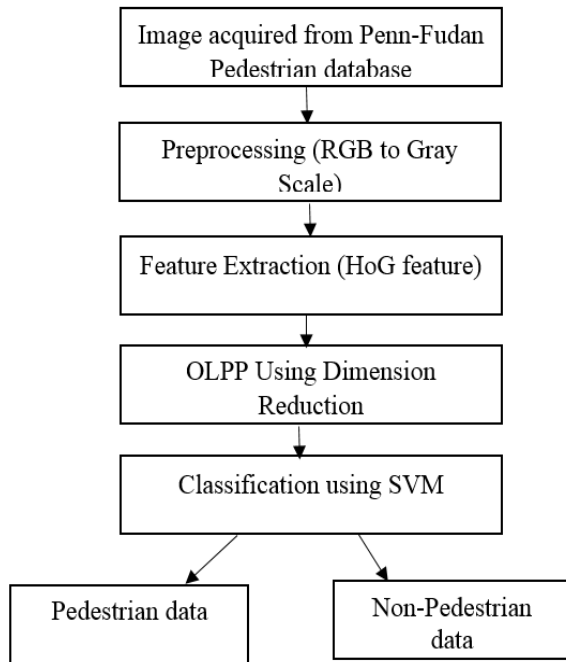 Image acquired from Penn-Fudan
Pedestrian database
Preprocessing (RGB to Gray
Scale)
Feature Extraction (HoG feature)
OLPP Using Dimension
Reduction
Classification using SVM
Pedestrian data
Non-Pedestrian
data